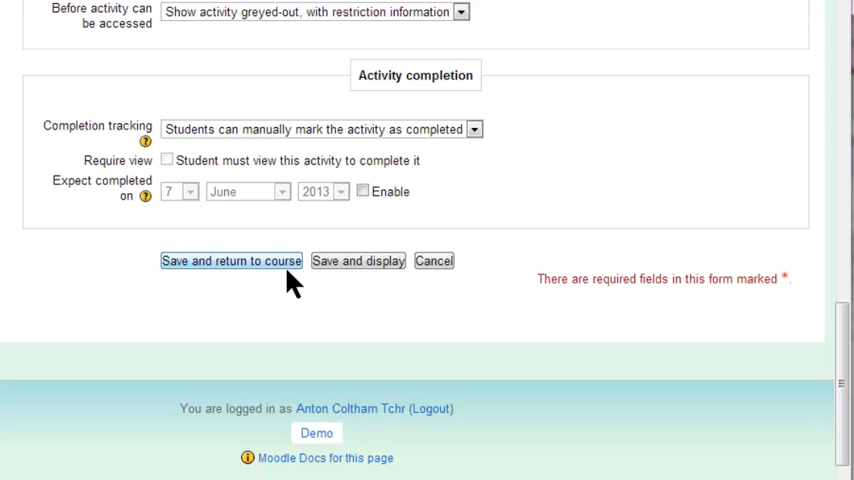 Before activity can
be accessed
Show activity greyed-out, with restriction information
Activity completion
Completion tracking
Students can manually mark the activity as completed
Require view
Student must view this activity to complete it
Expect completed
on
7 June 2013 Enable
Save and return to course Save and display Cancel
There are required fields in this form marked *.
You are logged in as Anton Coltham Tchr (Logout)
Demo
Moodle Docs for this page